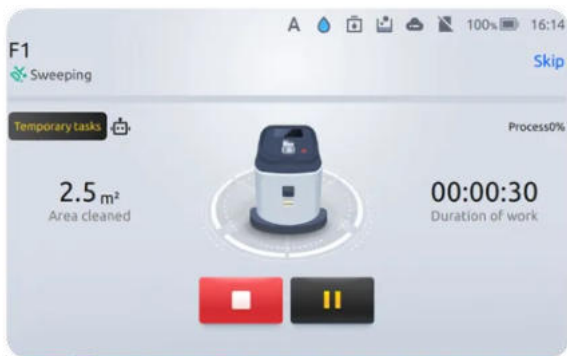 A 100% 16:14
F1
Skip
Sweeping
Temporary tasks
Process0%
2.5 m²
00:00:30
Area cleaned
Duration of work